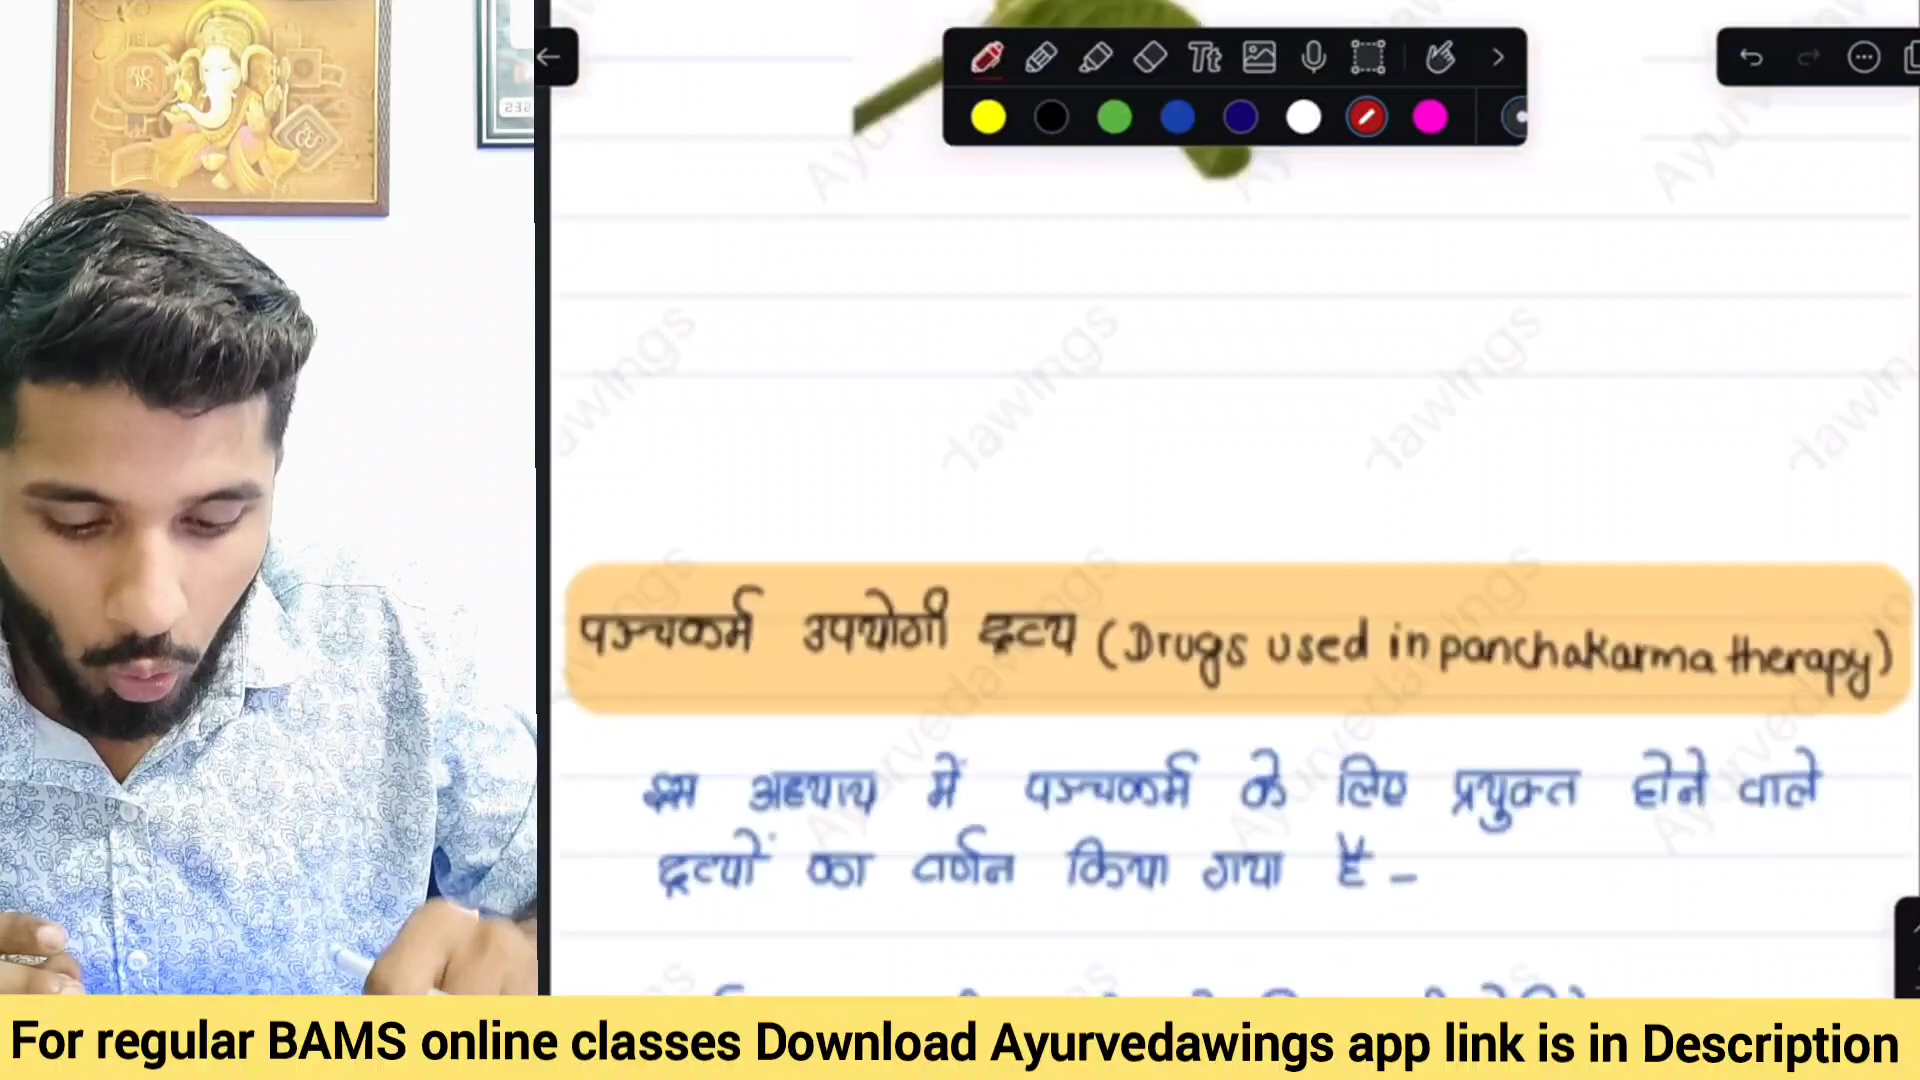 पञ्चकर्म उपयोगी द्रव्य (Drugs used in panchakarma therapy)
इस अध्याय में पञ्चकर्म के लिए प्रयुक्त होने वाले
द्रव्यों का वर्णन किया गया है -
For regular BAMS online classes Download Ayurvedawings app link is in Description